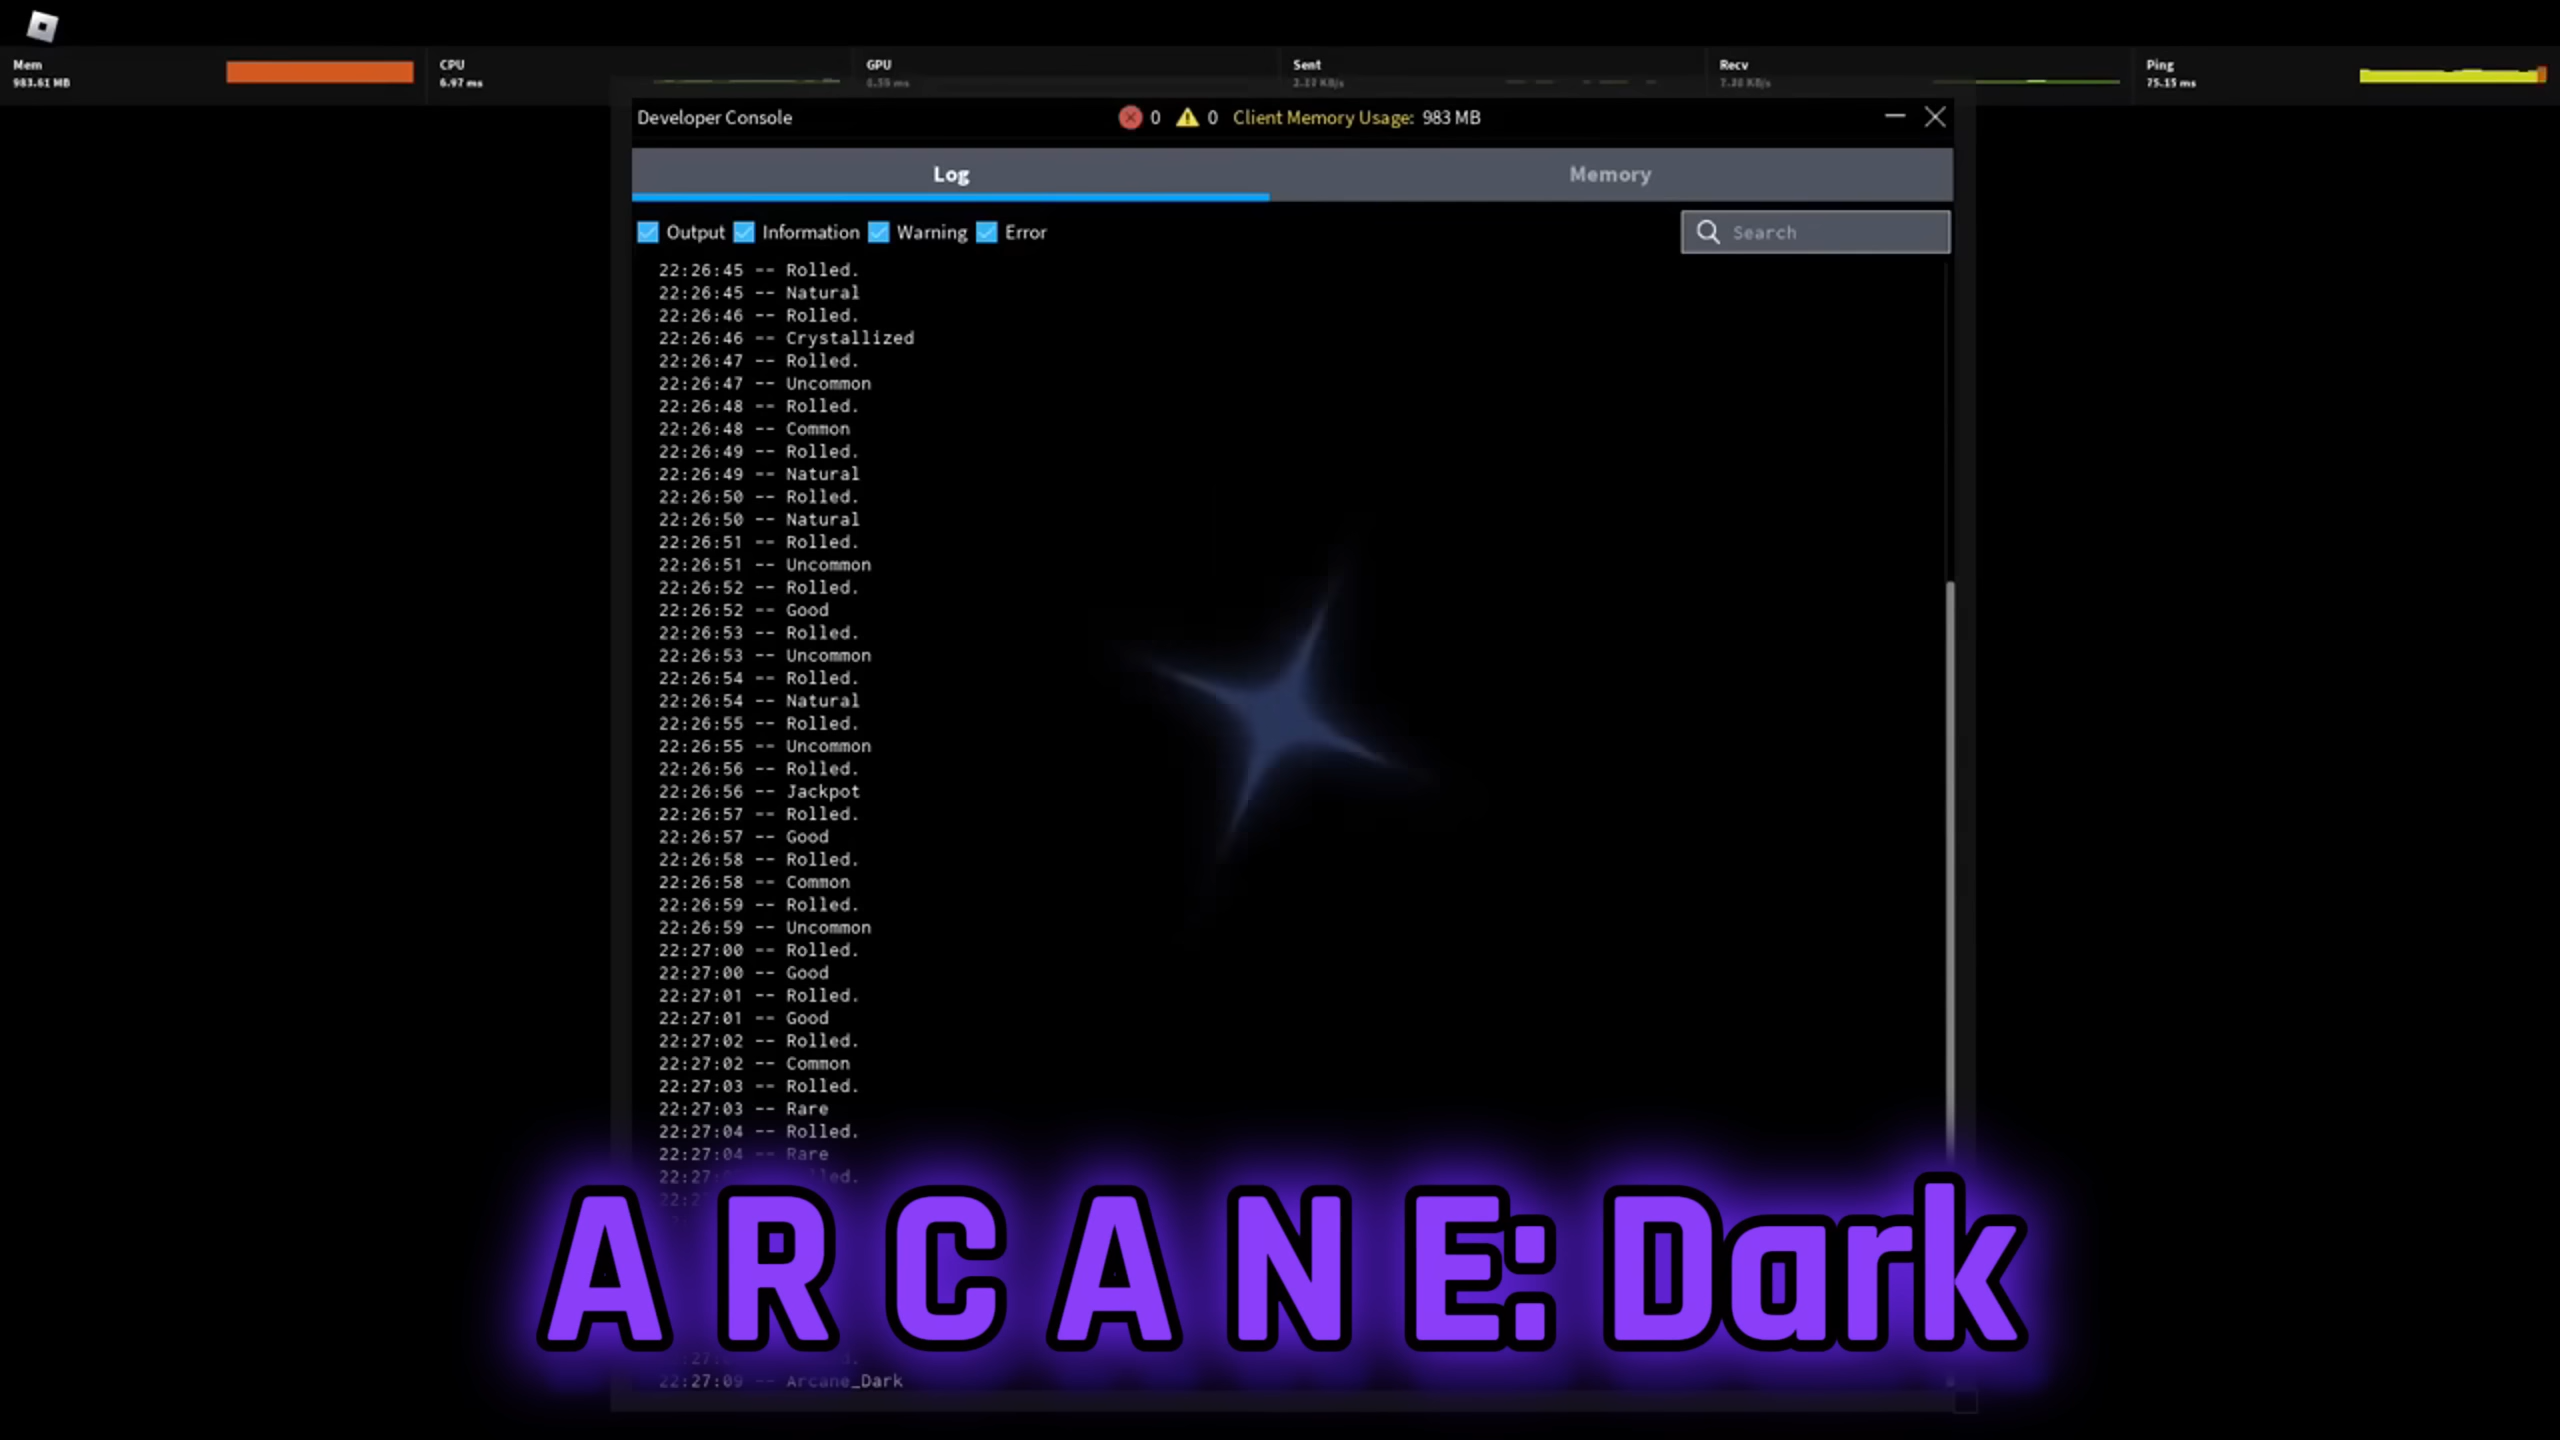 Mem
983.61 MB
CPU
6.97 ms
GPU
Sent
Recv
Ping
75.15 ms
Developer Console
0 0 Client Memory Usage: 983 MB
Log Memory
Output Information Warning Error Search
22:26:45 -- Rolled.
22:26:45 -- Natural
22:26:46 -- Rolled.
22:26:46 -- Crystallized
22:26:47 -- Rolled.
22:26:47 -- Uncommon
22:26:48 -- Rolled.
22:26:48 -- Common
22:26:49 -- Rolled.
22:26:49 -- Natural
22:26:50 -- Rolled.
22:26:50 -- Natural
22:26:51 -- Rolled.
22:26:51 -- Uncommon
22:26:52 -- Rolled.
22:26:52 -- Good
22:26:53 -- Rolled.
22:26:53 -- Uncommon
22:26:54 -- Rolled.
22:26:54 -- Natural
22:26:55 -- Rolled.
22:26:55 -- Uncommon
22:26:56 -- Rolled.
22:26:56 -- Jackpot
22:26:57 -- Rolled.
22:26:57 -- Good
22:26:58 -- Rolled.
22:26:58 -- Common
22:26:59 -- Rolled.
22:26:59 -- Uncommon
22:27:00 -- Rolled.
22:27:00 -- Good
22:27:01 -- Rolled.
22:27:01 -- Good
22:27:02 -- Rolled.
22:27:02 -- Common
22:27:03 -- Rolled.
22:27:03 -- Rare
22:27:04 -- Rolled.
22:27:04 -- Rare
A R C A N E: Dark
22:27:09 -- Arcane_Dark